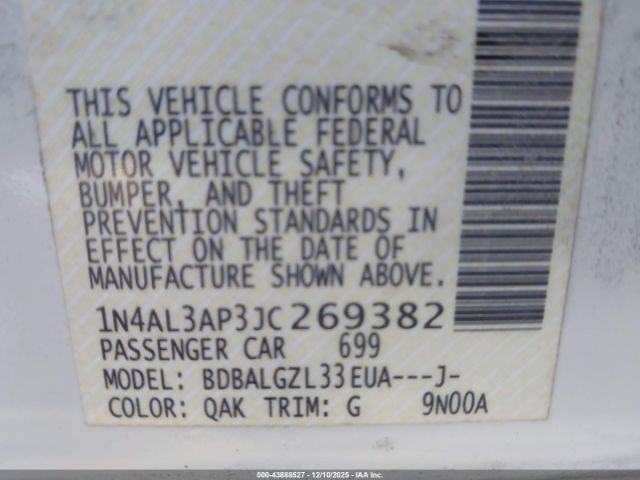 THIS VEHICLE CONFORMS TO
ALL APPLICABLE FEDERAL
MOTOR VEHICLE SAFETY,
BUMPER, AND THEFT
PREVENTION STANDARDS IN
EFFECT ON THE DATE OF
MANUFACTURE SHOWN ABOVE.
1N4AL3AP3JC269382
PASSENGER CAR 699
MODEL: BDBALGZL33EUA---J-
COLOR: QAK TRIM: G 9N00A
000-43888527 - 12/10/2025 - IAA Inc.